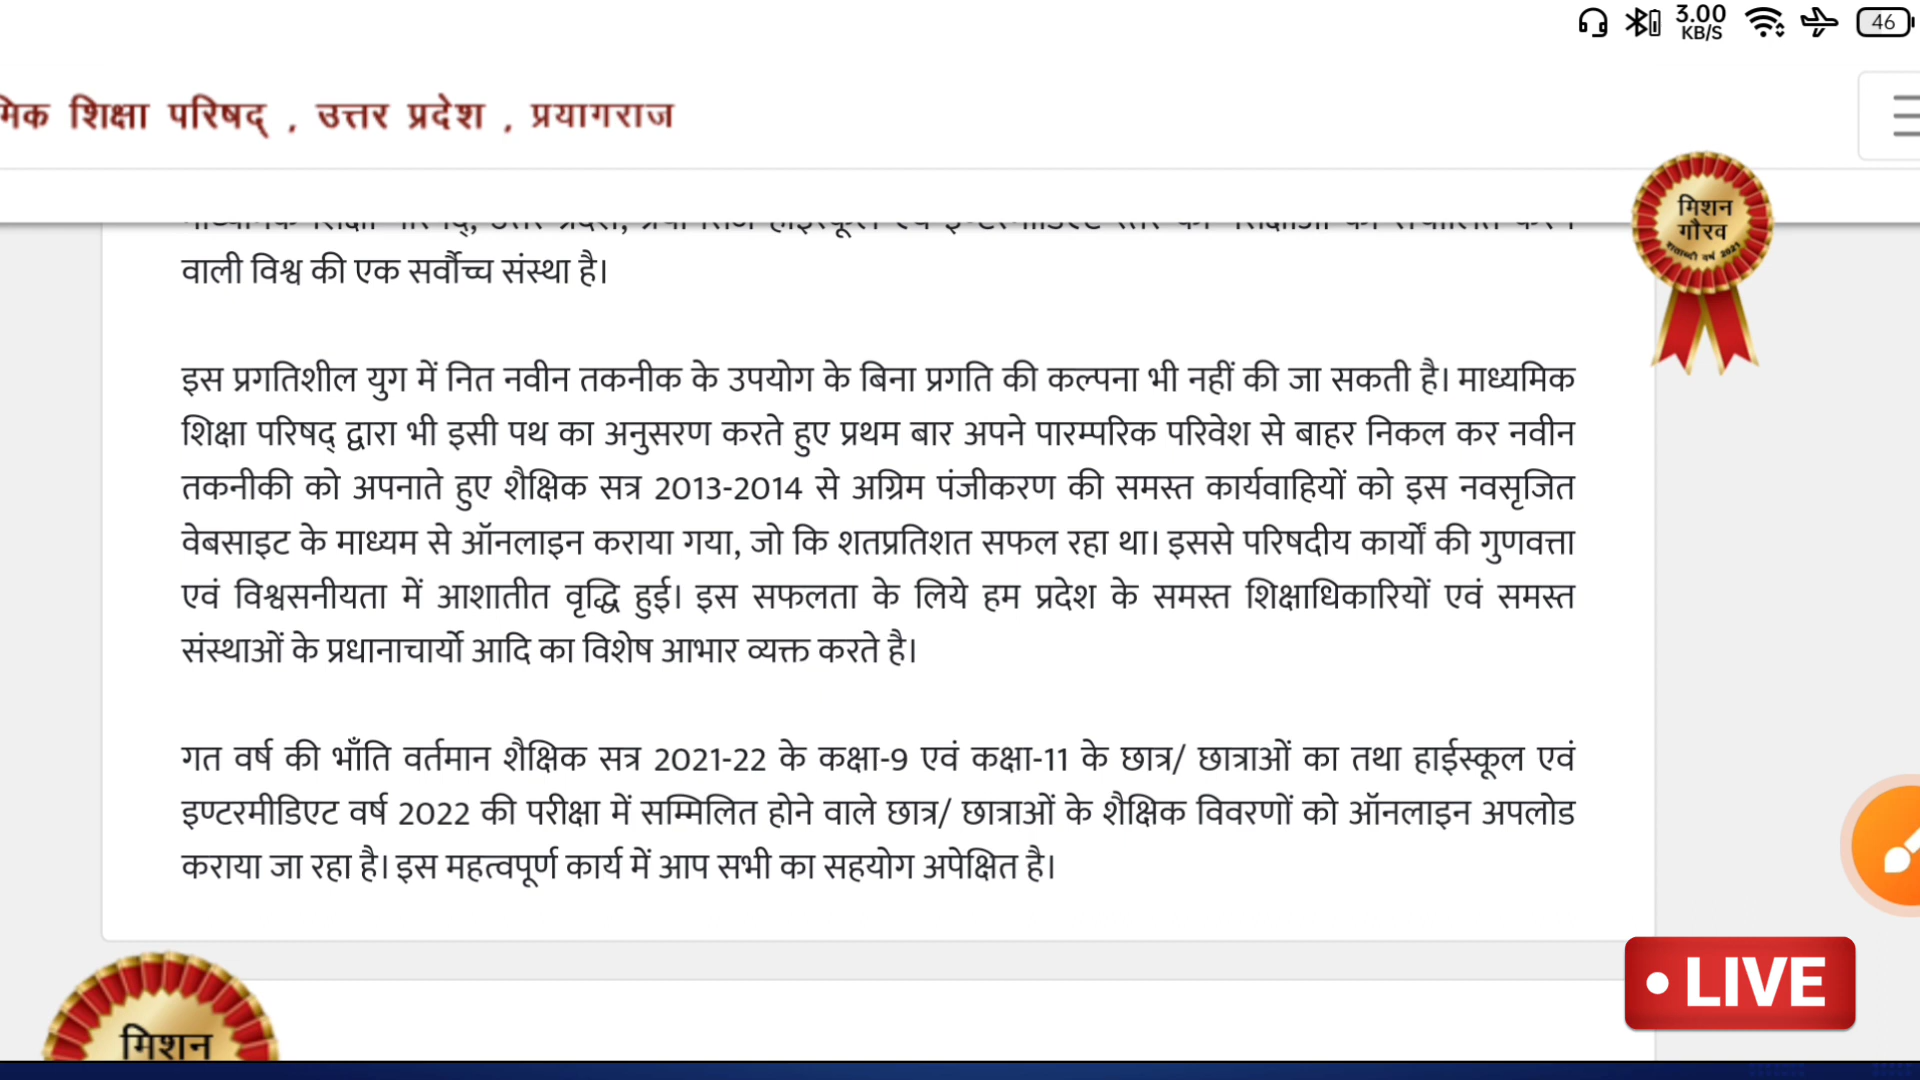 3.00
KB/S
46
मिक शिक्षा परिषद् , उत्तर प्रदेश , प्रयागराज
मिशन
गौरव
शताब्दी वर्ष 2021
वाली विश्व की एक सर्वोच्च संस्था है।
इस प्रगतिशील युग में नित नवीन तकनीक के उपयोग के बिना प्रगति की कल्पना भी नहीं की जा सकती है। माध्यमिक
शिक्षा परिषद् द्वारा भी इसी पथ का अनुसरण करते हुए प्रथम बार अपने पारम्परिक परिवेश से बाहर निकल कर नवीन
तकनीकी को अपनाते हुए शैक्षिक सत्र 2013-2014 से अग्रिम पंजीकरण की समस्त कार्यवाहियों को इस नवसृजित
वेबसाइट के माध्यम से ऑनलाइन कराया गया, जो कि शतप्रतिशत सफल रहा था। इससे परिषदीय कार्यों की गुणवत्ता
एवं विश्वसनीयता में आशातीत वृद्धि हुई। इस सफलता के लिये हम प्रदेश के समस्त शिक्षाधिकारियों एवं समस्त
संस्थाओं के प्रधानाचार्यो आदि का विशेष आभार व्यक्त करते है।
गत वर्ष की भाँति वर्तमान शैक्षिक सत्र 2021-22 के कक्षा-9 एवं कक्षा-11 के छात्र/ छात्राओं का तथा हाईस्कूल एवं
इण्टरमीडिएट वर्ष 2022 की परीक्षा में सम्मिलित होने वाले छात्र/ छात्राओं के शैक्षिक विवरणों को ऑनलाइन अपलोड
कराया जा रहा है। इस महत्वपूर्ण कार्य में आप सभी का सहयोग अपेक्षित है।
LIVE
मिशन